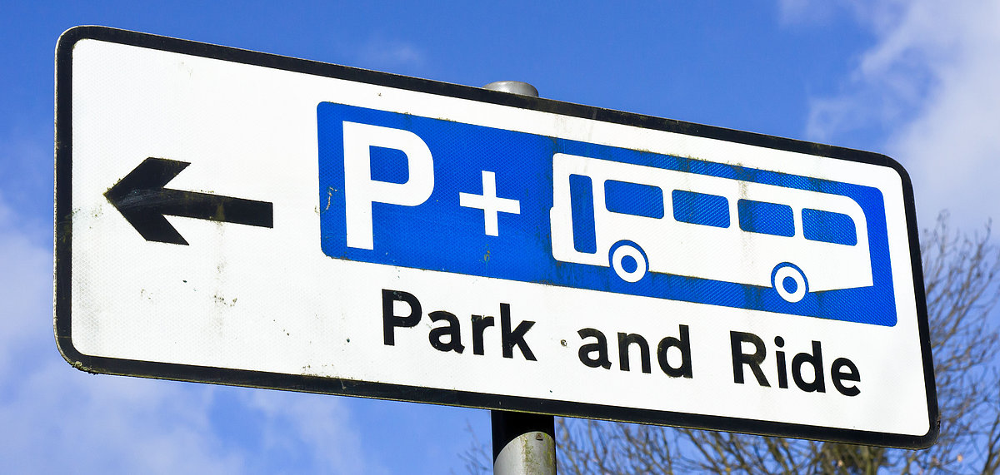 P +
Park and Ride